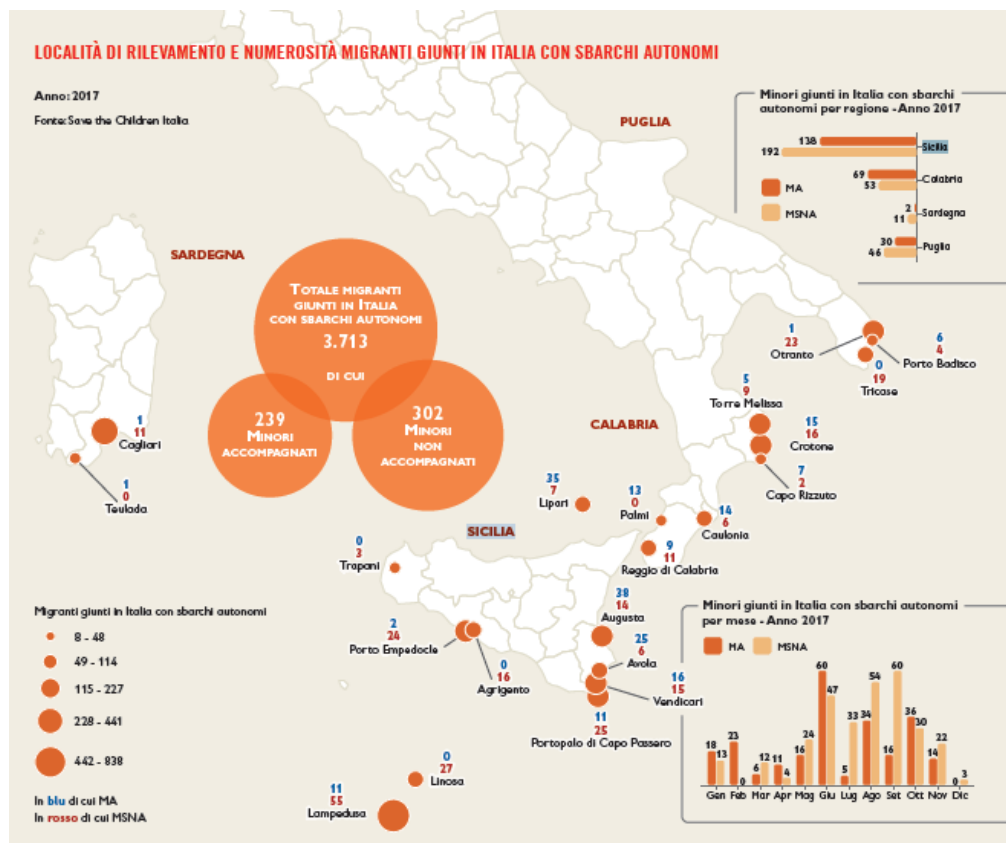 LOCALITÀ DI RILEVAMENTO E NUMEROSITÀ MIGRANTI GIUNTI IN ITALIA CON SBARCHI AUTONOMI
Anno: 2017
Fonte: Save the Children Italia
Minori giunti in Italia con sbarchi
autonomi per regione - Anno 2017
138
192
Sicilia
69
53
Calabria
2
11
Sardegna
30
46
Puglia
MA
MSNA
PUGLIA
SARDEGNA
TOTALE MIGRANTI
GIUNTI IN ITALIA
CON SBARCHI AUTONOMI
3.713
DI CUI
239
MINORI
ACCOMPAGNATI
302
MINORI
NON
ACCOMPAGNATI
1
23
Otranto
6
4
Porto Badisco
0
19
Tricase
5
9
Torre Melissa
CALABRIA
15
16
Crotone
7
2
Capo Rizzuto
1
11
Cagliari
1
0
Teulada
35
7
Lipari
13
0
Palmi
14
6
Caulonia
9
11
Reggio di Calabria
SICILIA
0
3
Trapani
38
14
Augusta
2
24
Porto Empedocle
25
6
Avola
0
16
Agrigento
16
15
Vendicari
11
25
Portopalo di Capo Passero
0
27
Linosa
11
55
Lampedusa
Migranti giunti in Italia con sbarchi autonomi
8 - 48
49 - 114
115 - 227
228 - 441
442 - 838
In blu di cui MA
In rosso di cui MSNA
Minori giunti in Italia con sbarchi autonomi
per mese - Anno 2017
MA
MSNA
18 13 23 0 6 12 11 4 16 24 60 47 5 33 34 54 16 60 36 30 14 22 0 3
Gen Feb Mar Apr Mag Giu Lug Ago Set Ott Nov Dic